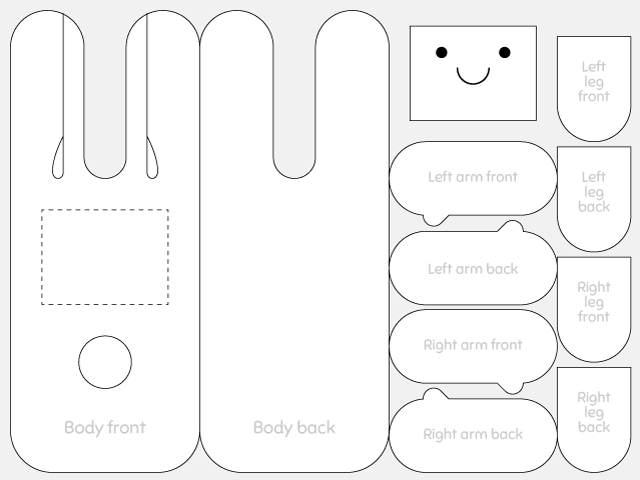 Left
leg
front
Left arm front
Left
leg
back
Left arm back
Right
leg
front
Right arm front
Right
leg
back
Body front
Body back
Right arm back